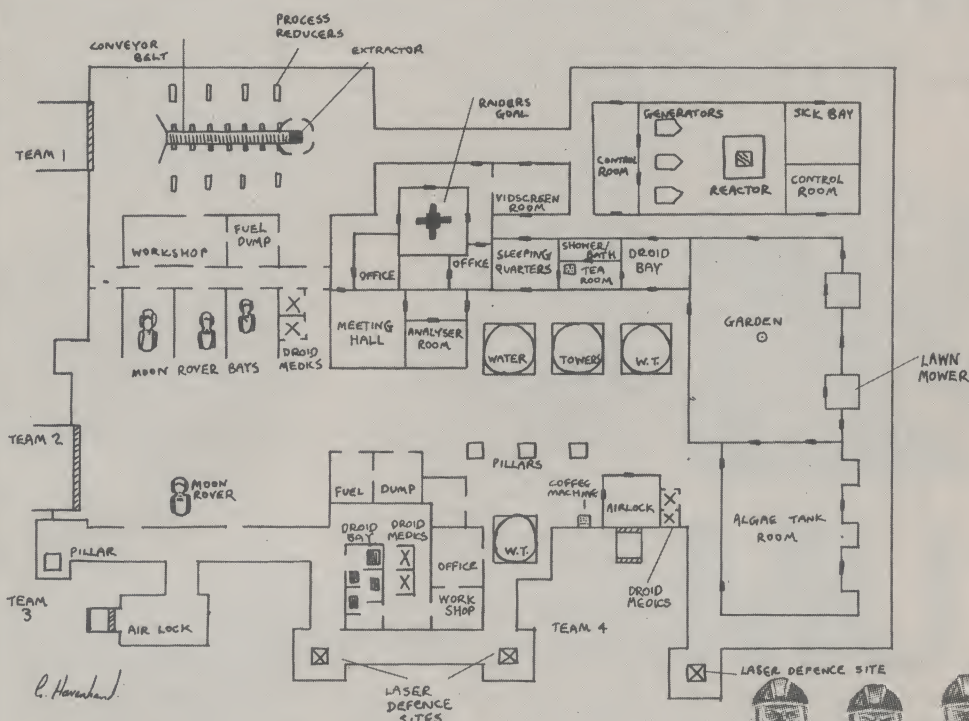 PROCESS
REDUCERS
CONVEYOR
BELT
EXTRACTOR
RAIDERS
GOAL
TEAM 1
GENERATORS
SICK BAY
CONTROL
ROOM
REACTOR
CONTROL
ROOM
VIDSCREEN
ROOM
WORKSHOP
FUEL
DUMP
OFFICE
OFFICE
SLEEPING
QUARTERS
SHOWER/
BATH
TEA
ROOM
DROID
BAY
GARDEN
MEETING
HALL
ANALYSER
ROOM
WATER
TOWERS
W.T.
MOON ROVER BAYS
DROID
MEDICS
LAWN
MOWER
TEAM 2
MOON
ROVER
FUEL
DUMP
PILLARS
COFFEE
MACHINE
AIRLOCK
ALGAE TANK
ROOM
PILLAR
DROID
BAY
DROID
MEDICS
OFFICE
W.T.
WORK
SHOP
DROID
MEDICS
TEAM
3
AIR LOCK
TEAM 4
Havenhand.
LASER
DEFENCE
SITES
LASER DEFENCE SITE